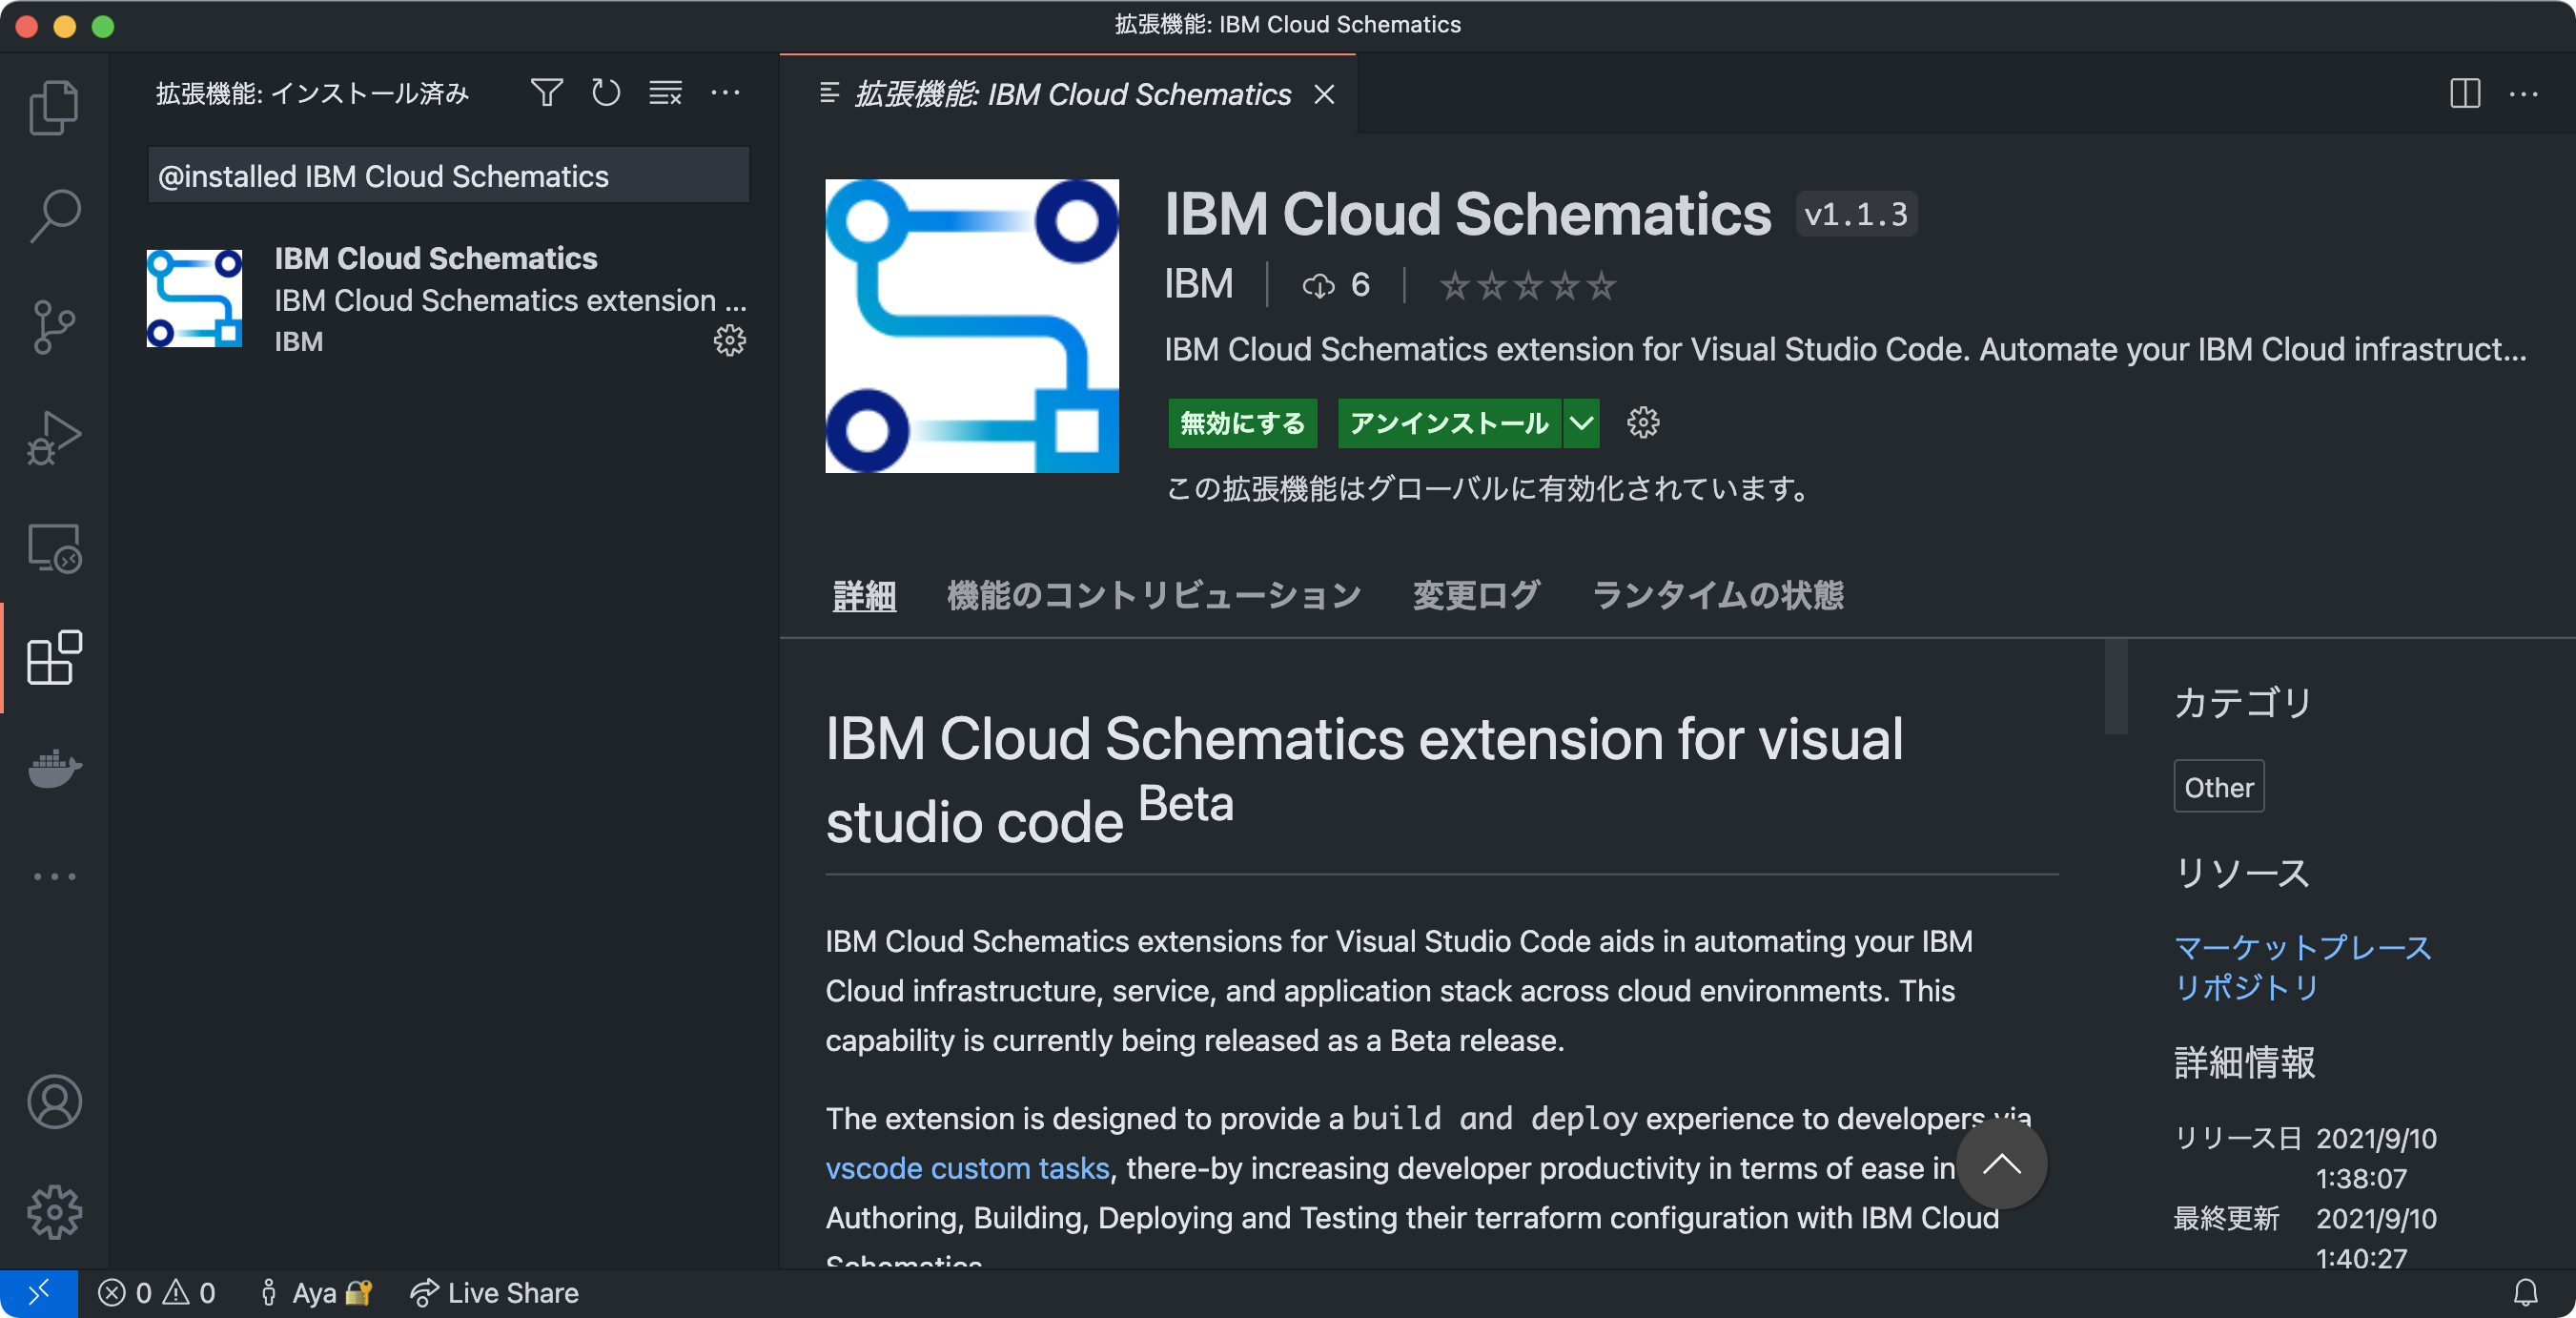 拡張機能: IBM Cloud Schematics
拡張機能: インストール済み
@installed IBM Cloud Schematics
IBM Cloud Schematics
IBM Cloud Schematics extension ...
IBM
拡張機能: IBM Cloud Schematics
IBM Cloud Schematics v1.1.3
IBM 6
IBM Cloud Schematics extension for Visual Studio Code. Automate your IBM Cloud infrastruct...
無効にする アンインストール
この拡張機能はグローバルに有効化されています。
詳細 機能のコントリビューション 変更ログ ランタイムの状態
IBM Cloud Schematics extension for visual
studio code Beta
IBM Cloud Schematics extensions for Visual Studio Code aids in automating your IBM
Cloud infrastructure, service, and application stack across cloud environments. This
capability is currently being released as a Beta release.
The extension is designed to provide a build and deploy experience to developers via
vscode custom tasks, there-by increasing developer productivity in terms of ease in
Authoring, Building, Deploying and Testing their terraform configuration with IBM Cloud
Schematics
カテゴリ
Other
リソース
マーケットプレース
リポジトリ
詳細情報
リリース日 2021/9/10
1:38:07
最終更新 2021/9/10
1:40:27
0 0 Aya Live Share